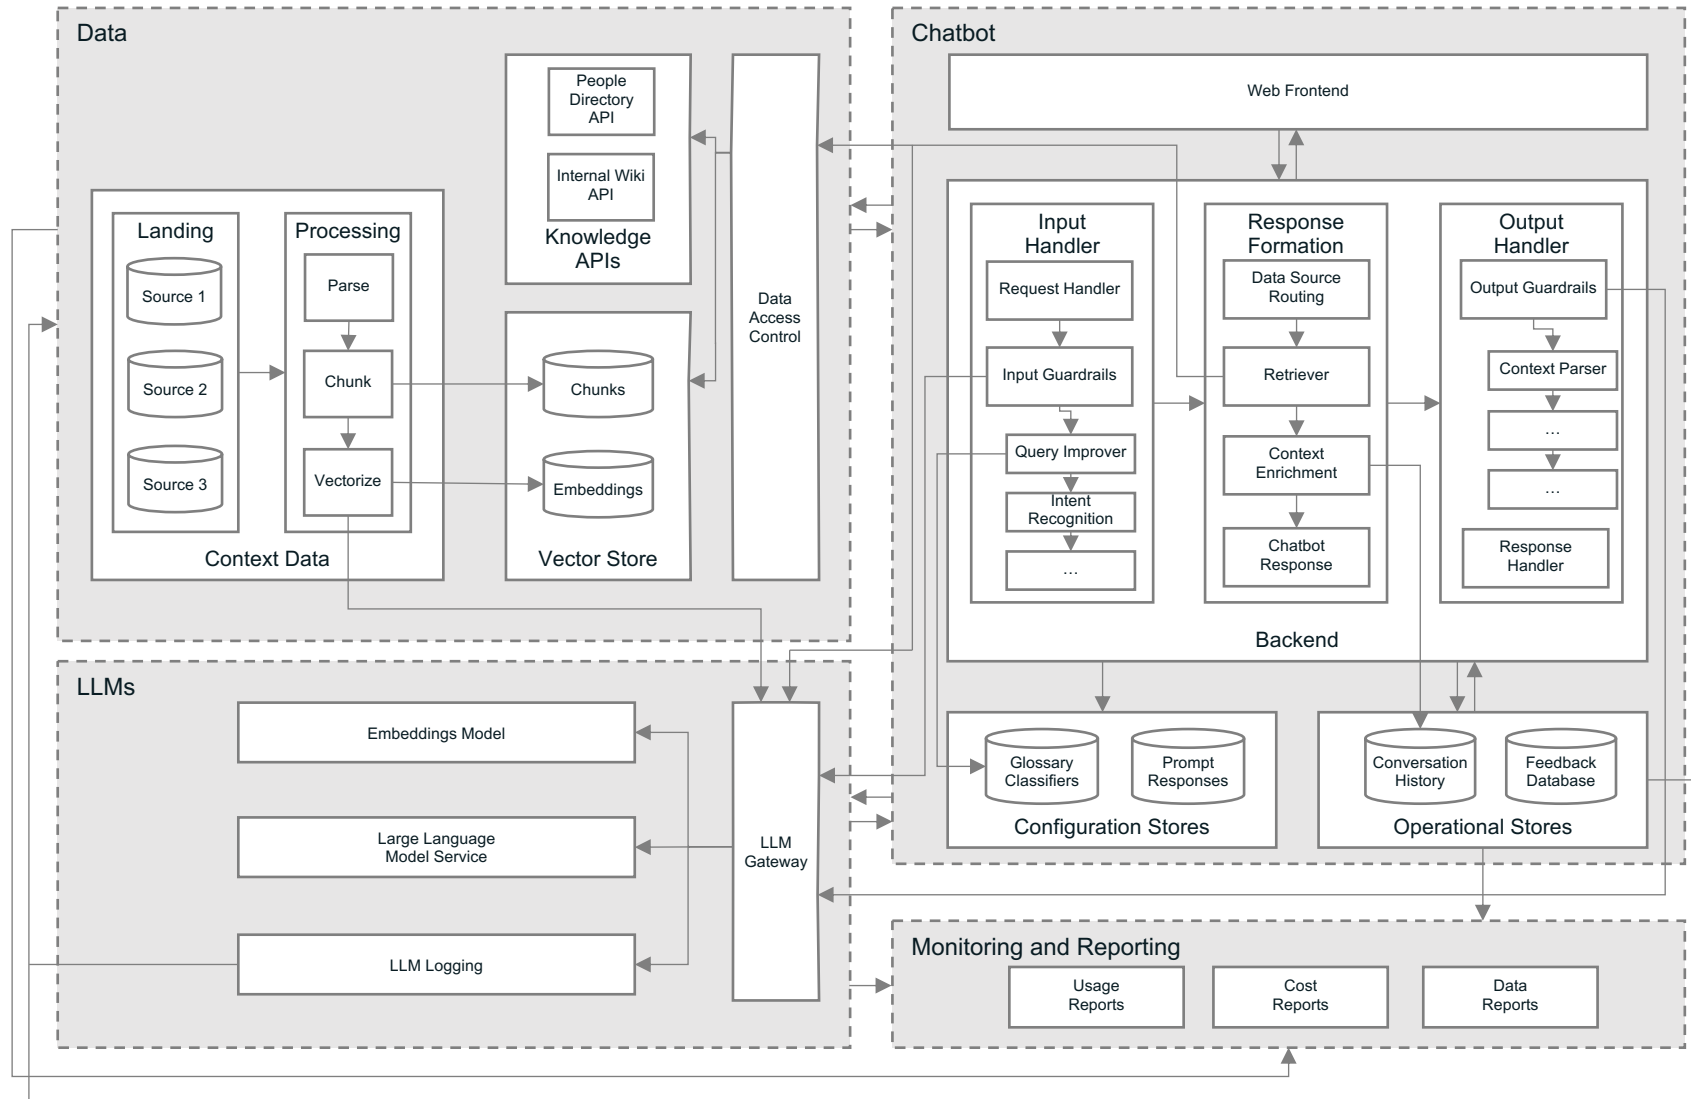 Data
People
Directory
API
Internal Wiki
API
Knowledge
APIs
Landing
Source 1
Source 2
Source 3
Processing
Parse
Chunk
Vectorize
Context Data
Chunks
Embeddings
Vector Store
Data
Access
Control
Chatbot
Web Frontend
Input
Handler
Request Handler
Input Guardrails
Query Improver
Intent
Recognition
...
Response
Formation
Data Source
Routing
Retriever
Context
Enrichment
Chatbot
Response
Output
Handler
Output Guardrails
Context Parser
...
...
Response
Handler
Backend
Glossary
Classifiers
Prompt
Responses
Configuration Stores
Conversation
History
Feedback
Database
Operational Stores
LLMs
Embeddings Model
Large Language
Model Service
LLM Logging
LLM
Gateway
Monitoring and Reporting
Usage
Reports
Cost
Reports
Data
Reports